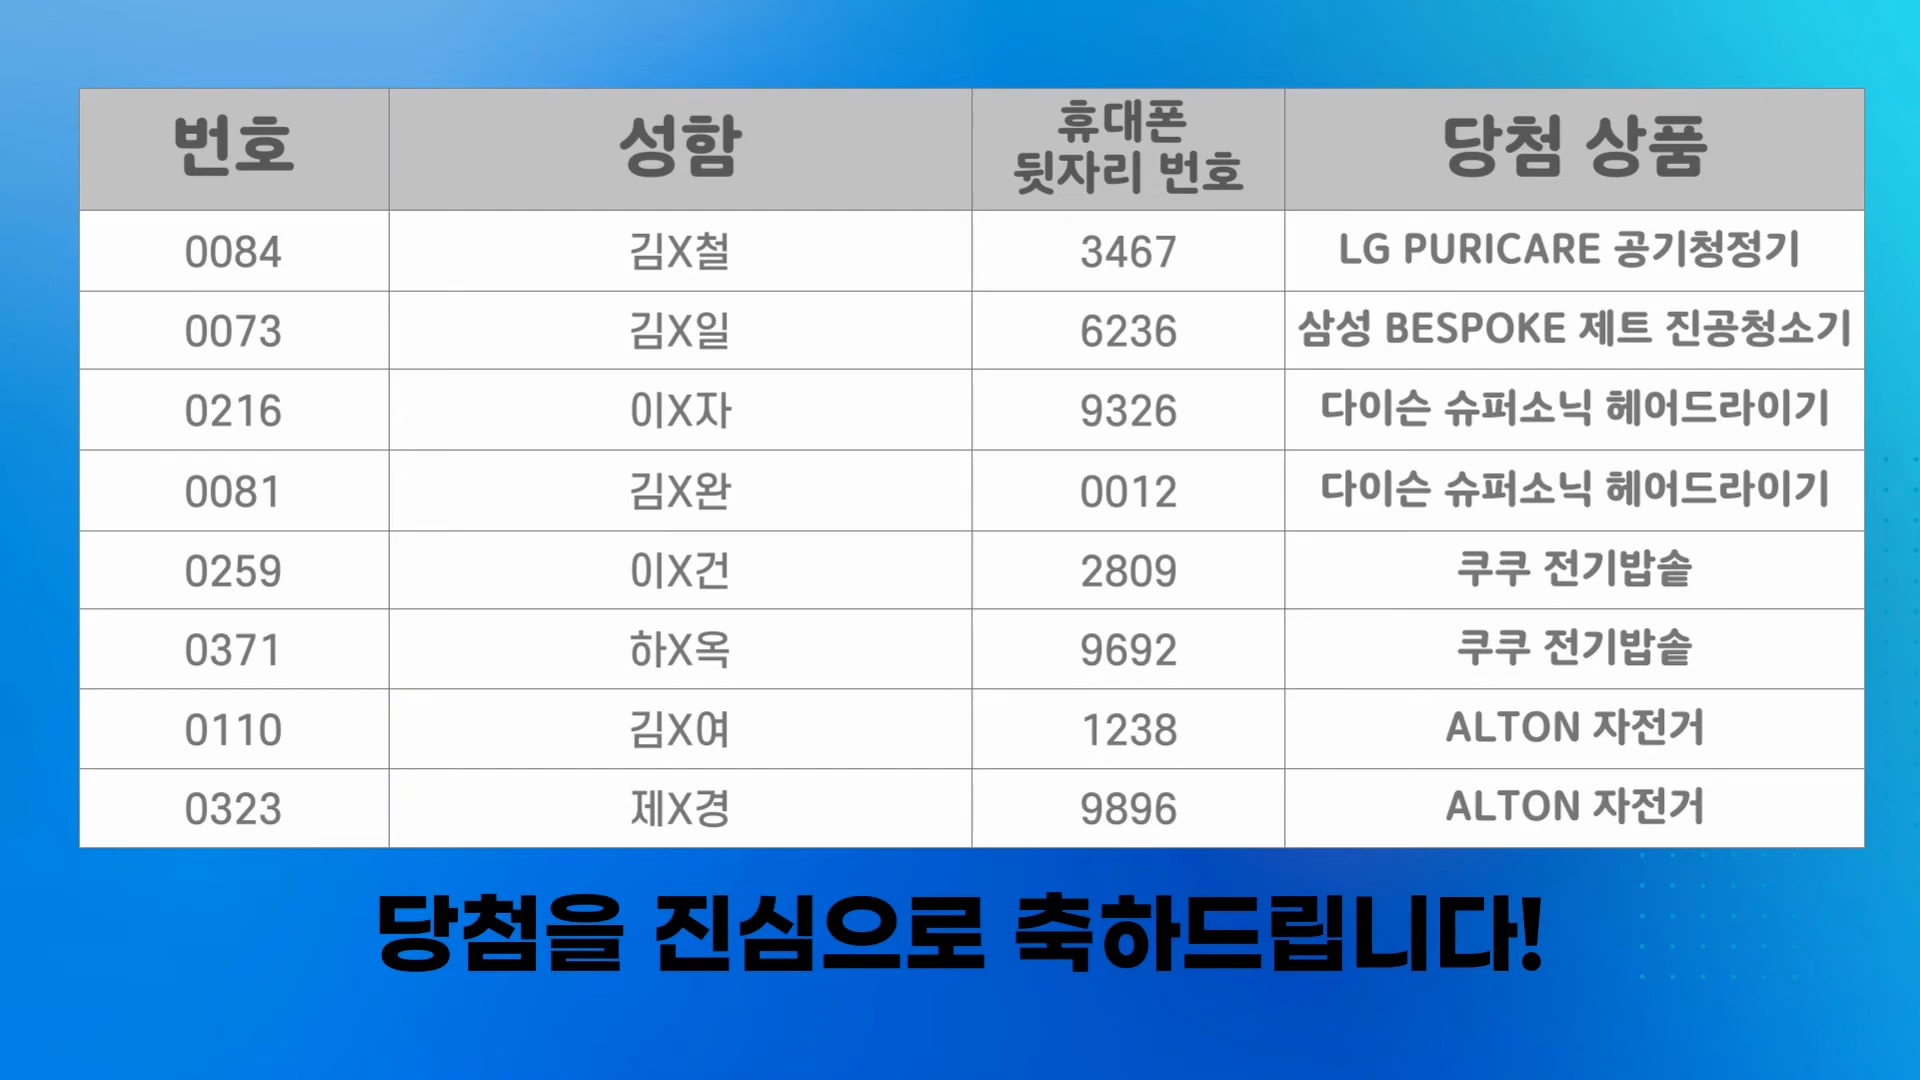 번호 성함 휴대폰 뒷자리 번호 당첨 상품
0084 김X철 3467 LG PURICARE 공기청정기
0073 김X일 6236 삼성 BESPOKE 제트 진공청소기
0216 이X자 9326 다이슨 슈퍼소닉 헤어드라이기
0081 김X완 0012 다이슨 슈퍼소닉 헤어드라이기
0259 이X건 2809 쿠쿠 전기밥솥
0371 하X옥 9692 쿠쿠 전기밥솥
0110 김X여 1238 ALTON 자전거
0323 제X경 9896 ALTON 자전거
당첨을 진심으로 축하드립니다!